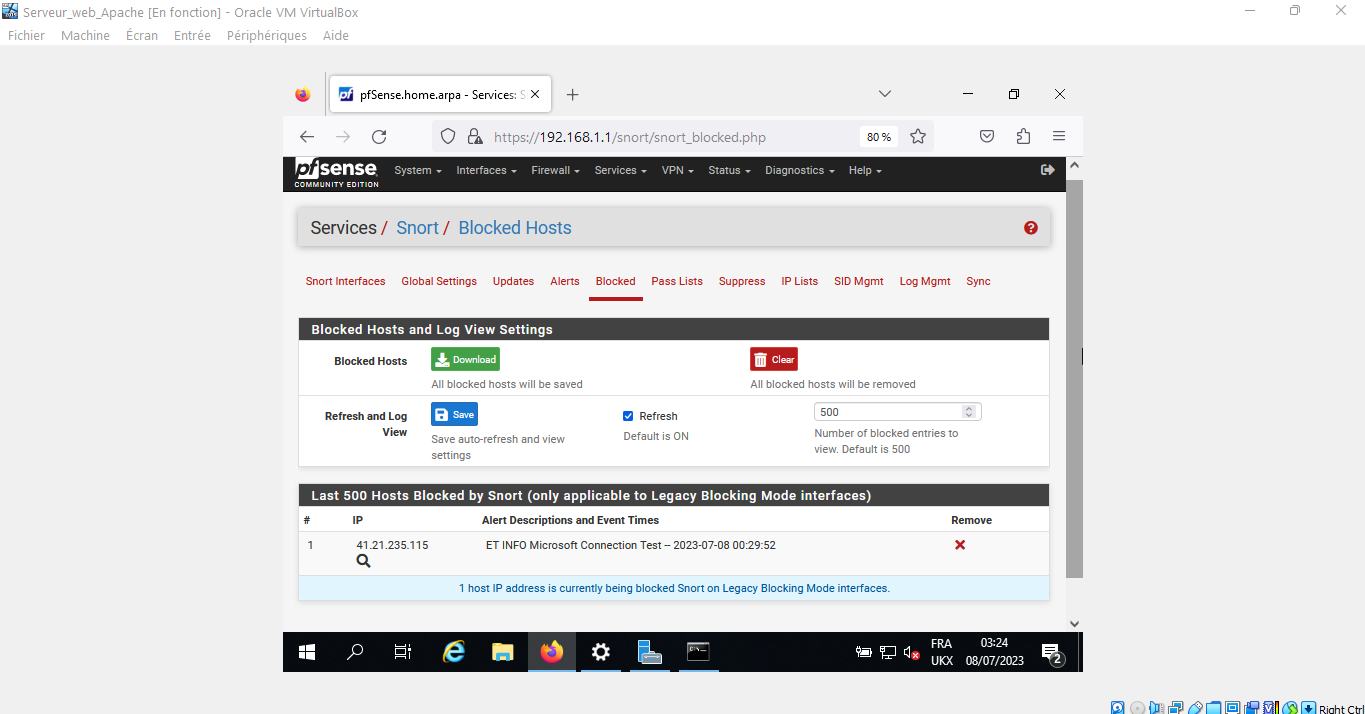 Serveur_web_Apache [En fonction] - Oracle VM VirtualBox
Fichier Machine Écran Entrée Périphériques Aide
pfSense.home.arpa - Services: S
https://192.168.1.1/snort/snort_blocked.php 80 %
pfsense
COMMUNITY EDITION
System Interfaces Firewall Services VPN Status Diagnostics Help
Services / Snort / Blocked Hosts
Snort Interfaces Global Settings Updates Alerts Blocked Pass Lists Suppress IP Lists SID Mgmt Log Mgmt Sync
Blocked Hosts and Log View Settings
Blocked Hosts Download Clear
All blocked hosts will be saved All blocked hosts will be removed
Refresh and Log View Save Refresh 500
Save auto-refresh and view settings Default is ON Number of blocked entries to view. Default is 500
Last 500 Hosts Blocked by Snort (only applicable to Legacy Blocking Mode interfaces)
# IP Alert Descriptions and Event Times Remove
1 41.21.235.115 ET INFO Microsoft Connection Test -- 2023-07-08 00:29:52
1 host IP address is currently being blocked Snort on Legacy Blocking Mode interfaces.
FRA 03:24
UKX 08/07/2023 2
Right Ctrl